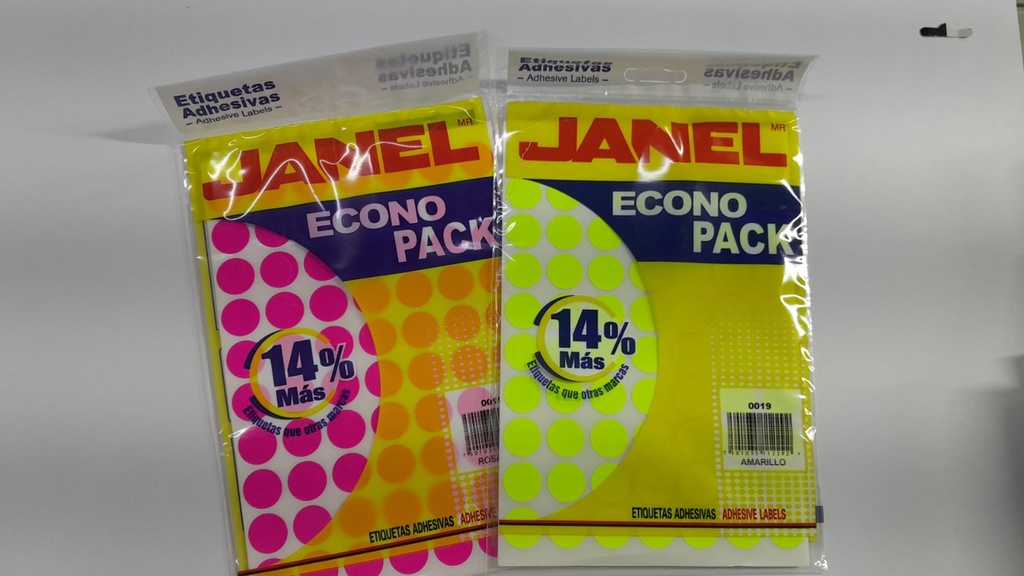 Etiquetas
Adhesivas
– Adhesive Labels –
JANEL MR
ECONO
PACK
14%
Más
Etiquetas que otras marcas
ETIQUETAS ADHESIVAS
Etiquetas
Adhesivas
– Adhesive Labels –
JANEL MR
ECONO
PACK
14%
Más
Etiquetas que otras marcas
0019
AMARILLO
ETIQUETAS ADHESIVAS ADHESIVE LABELS